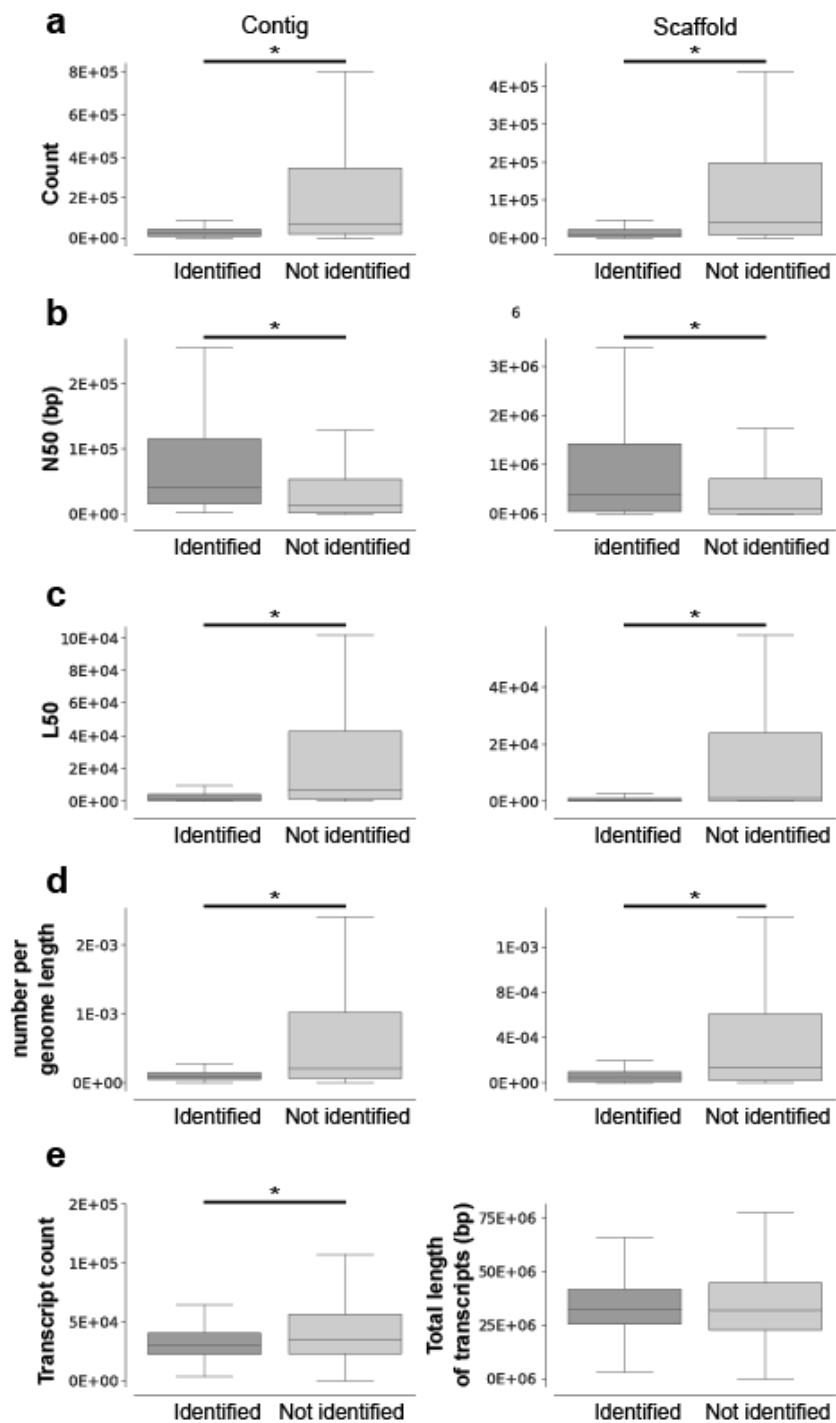 a
Contig
Scaffold
*
*
Count
8E+05
6E+05
4E+05
2E+05
0E+00
4E+05
3E+05
2E+05
1E+05
0E+00
Identified Not identified
Identified Not identified
b
6
*
*
N50 (bp)
2E+05
1E+05
0E+00
3E+06
2E+06
1E+06
0E+06
Identified Not identified
identified Not identified
c
*
*
L50
10E+04
8E+04
6E+04
4E+04
2E+04
0E+00
4E+04
2E+04
0E+00
Identified Not identified
Identified Not identified
d
*
*
number per
genome length
2E-03
1E-03
0E+00
1E-03
8E-04
4E-04
0E+00
Identified Not identified
Identified Not identified
e
*
Transcript count
2E+05
1E+05
5E+04
0E+00
Total length
of transcripts (bp)
75E+06
50E+06
25E+06
0E+06
Identified Not identified
Identified Not identified